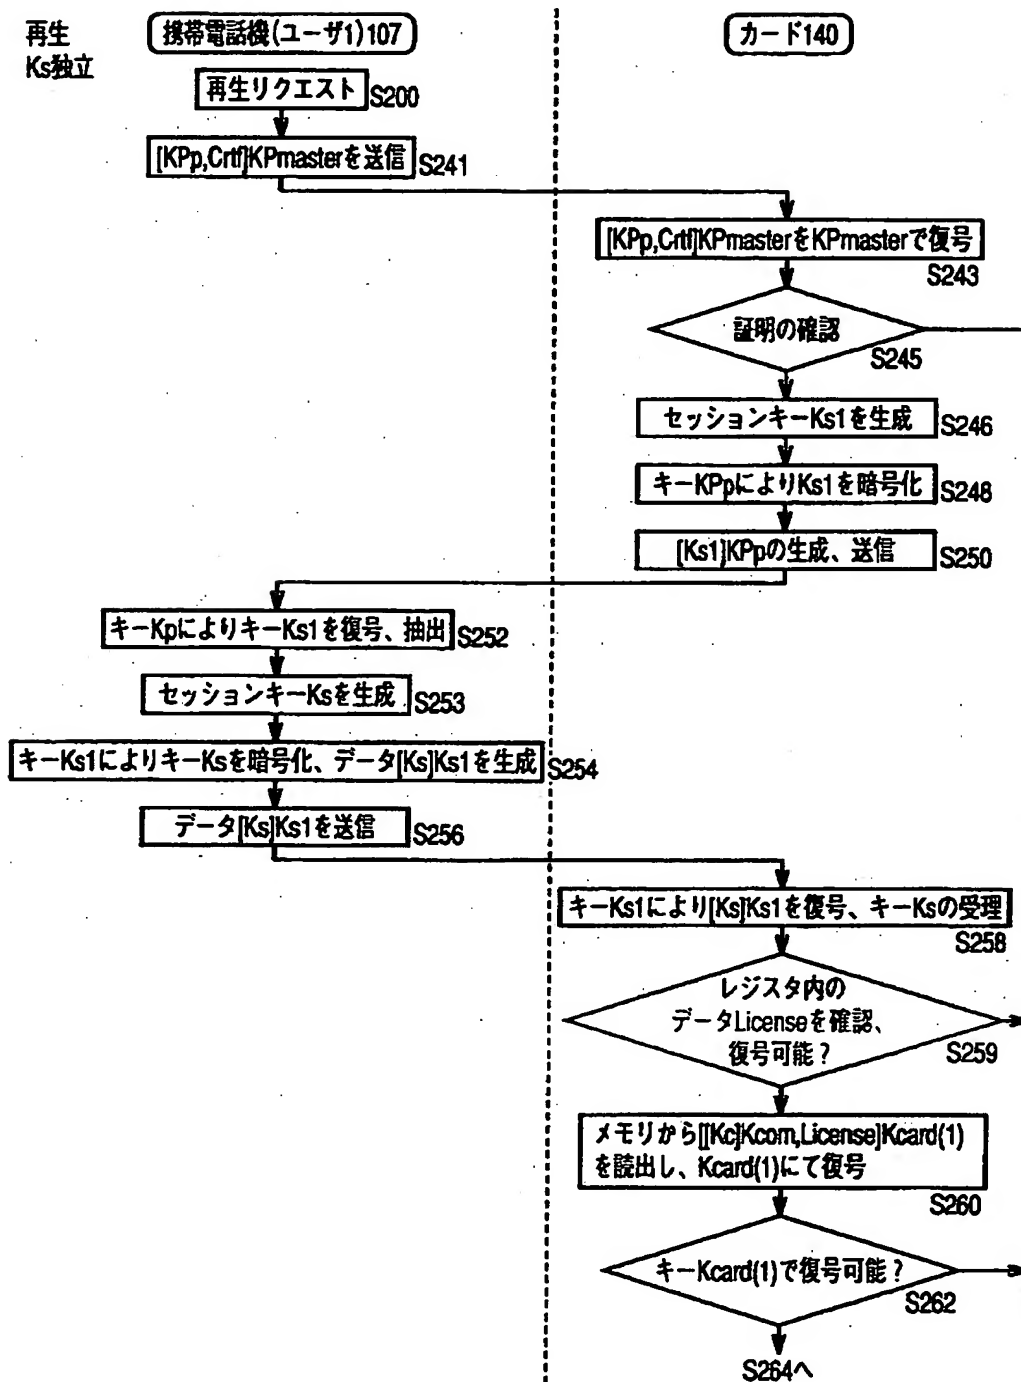 再生
Ks独立
携帯電話機(ユーザ1)107
カード140
再生リクエスト
S200
[KPp,Crtf]KPmasterを送信
S241
[KPp,Crtf]KPmasterをKPmasterで復号
S243
証明の確認
S245
セッションキーKs1を生成
S246
キーKPpによりKs1を暗号化
S248
[Ks1]KPpの生成、送信
S250
キーKpによりキーKs1を復号、抽出
S252
セッションキーKsを生成
S253
キーKs1によりキーKsを暗号化、データ[Ks]Ks1を生成
S254
データ[Ks]Ks1を送信
S256
キーKs1により[Ks]Ks1を復号、キーKsの受理
S258
レジスタ内の
データLicenseを確認、
復号可能？
S259
メモリから[[Kc]Kcom,License]Kcard(1)
を読出し、Kcard(1)にて復号
S260
キーKcard(1)で復号可能？
S262
S264へ